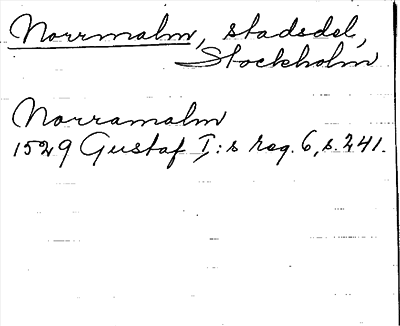 Norrmalm, stadsdel,
Stockholm
Norramalm
1529 Gustaf I:s reg. 6, s. 241.